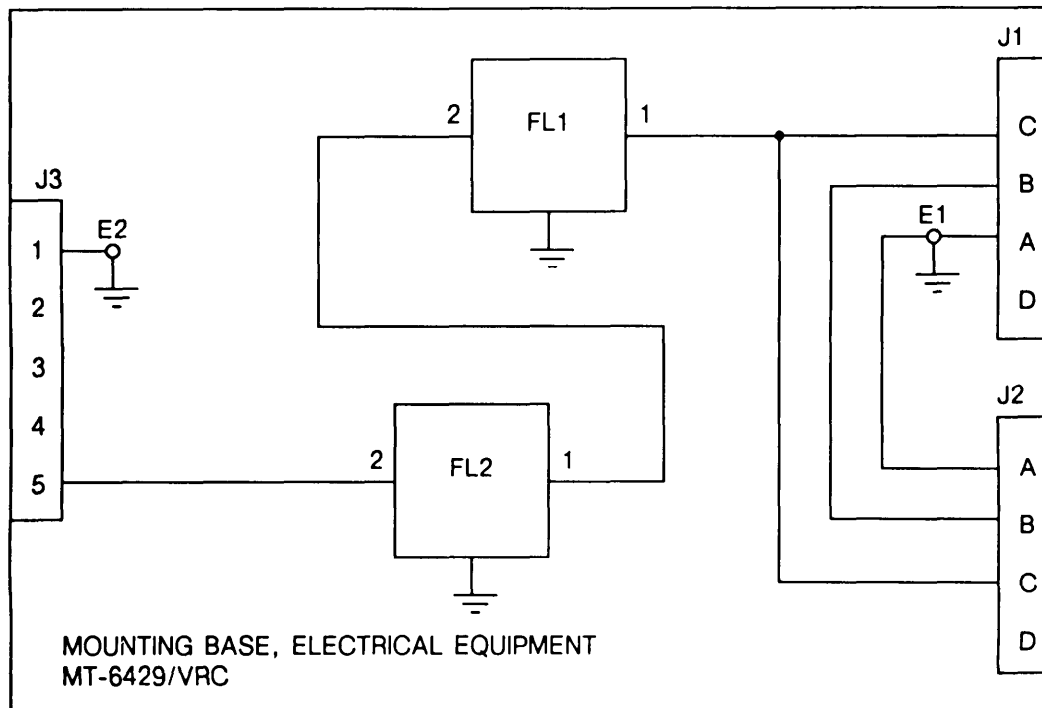 J1
C
B
A
D
E1
2
FL1
1
J3
1
2
3
4
5
E2
2
FL2
1
J2
A
B
C
D
MOUNTING BASE, ELECTRICAL EQUIPMENT
MT-6429/VRC